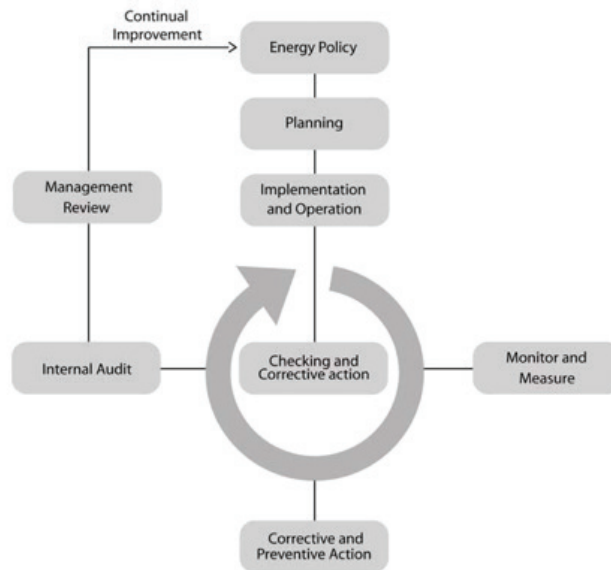 Continual
Improvement
Energy Policy
Planning
Management
Review
Implementation
and Operation
Internal Audit
Checking and
Corrective action
Monitor and
Measure
Corrective and
Preventive Action